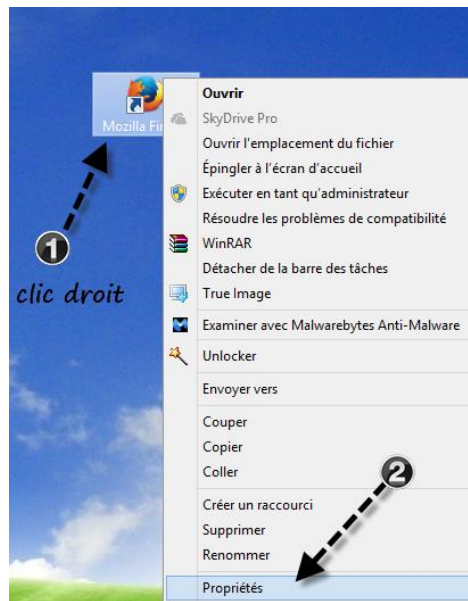 Mozilla Fi
Ouvrir
SkyDrive Pro
Ouvrir l'emplacement du fichier
Épingler à l'écran d'accueil
Exécuter en tant qu'administrateur
Résoudre les problèmes de compatibilité
WinRAR
Détacher de la barre des tâches
True Image
Examiner avec Malwarebytes Anti-Malware
Unlocker
Envoyer vers
Couper
Copier
Coller
Créer un raccourci
Supprimer
Renommer
Propriétés
1
clic droit
2